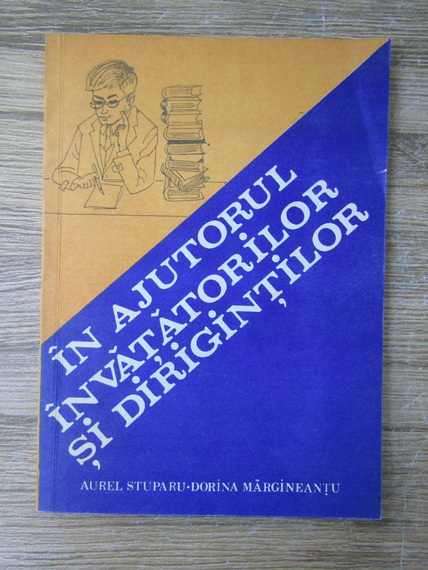 ÎN AJUTORUL
ÎNVĂȚĂTORILOR
ȘI DIRIGINȚILOR
AUREL STUPARU·DORINA MĂRGINEANȚU